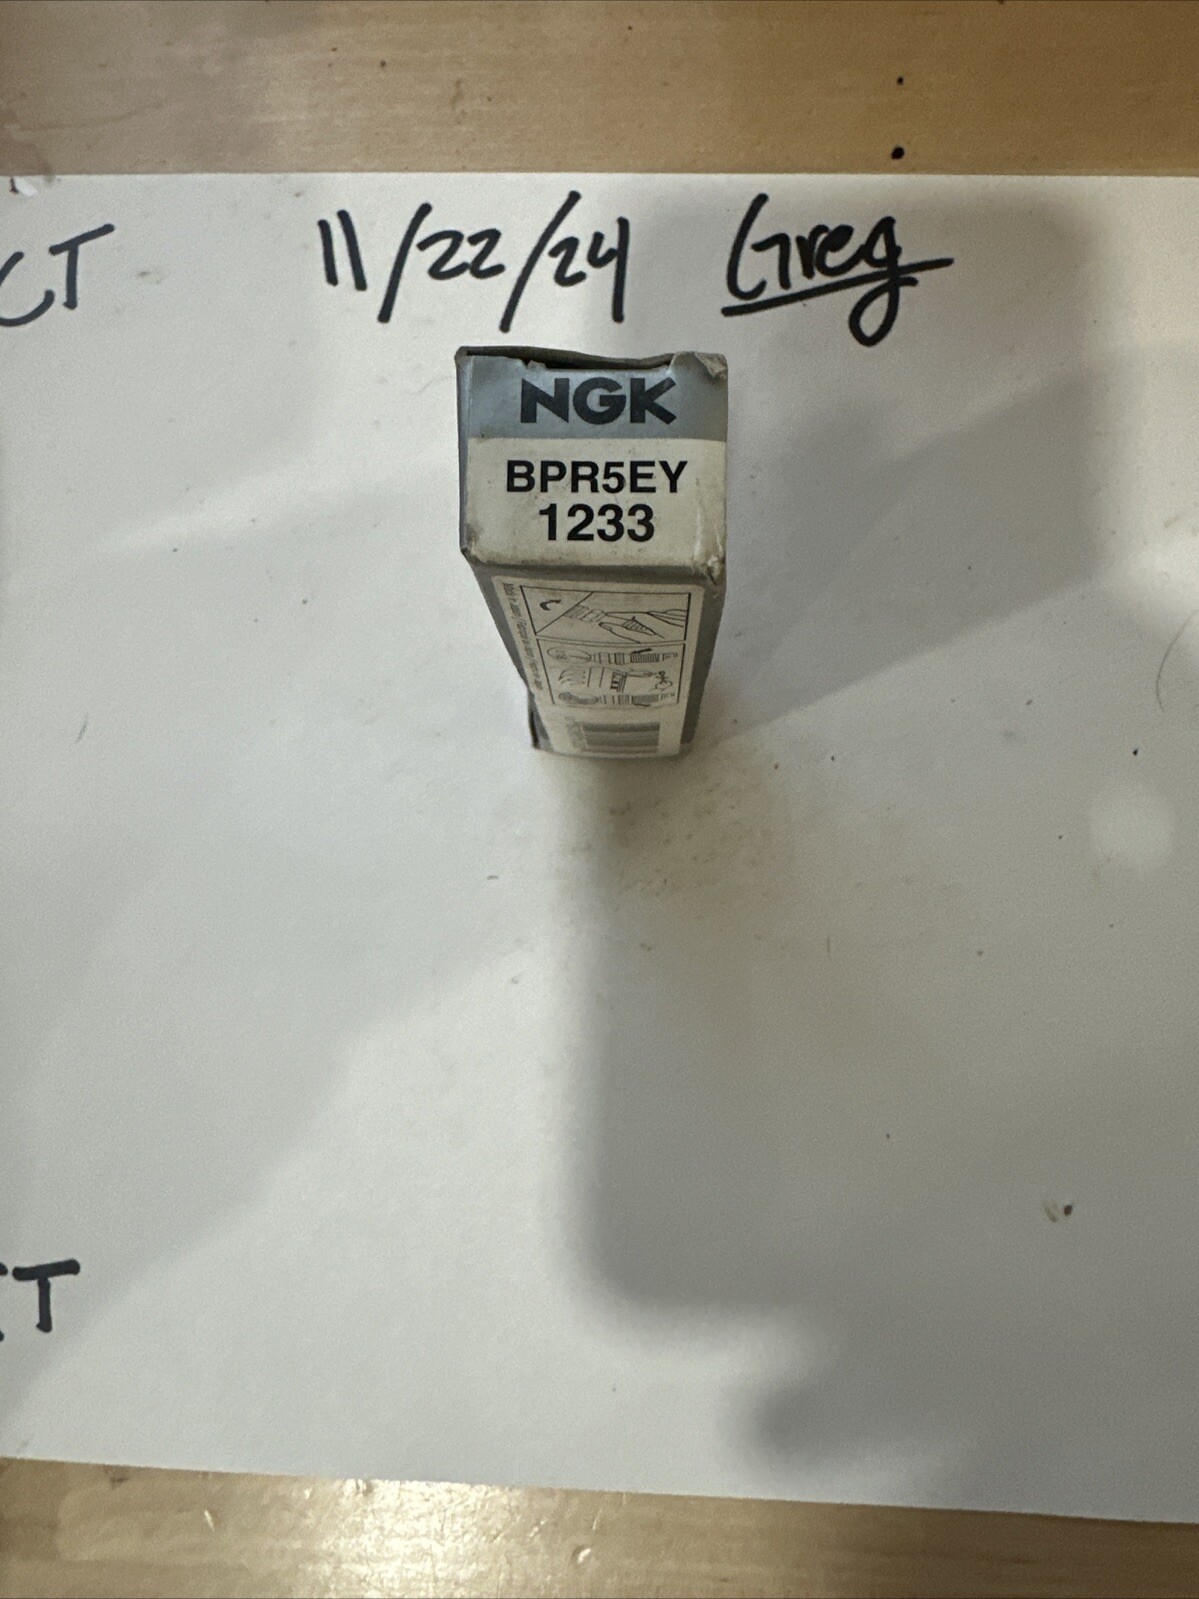 CT 11/22/24 Greg
NGK
BPR5EY
1233